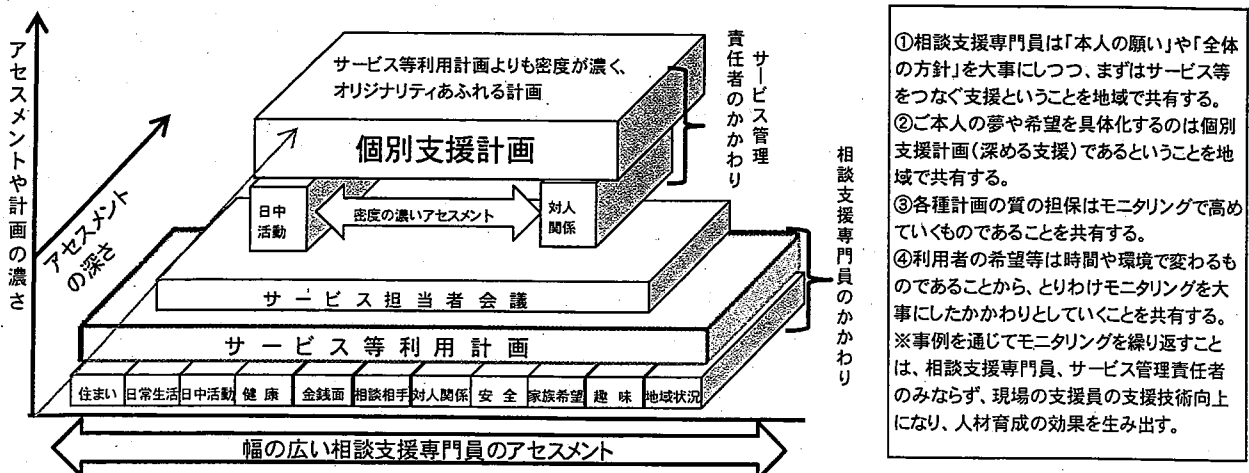 アセスメントや計画の濃さ
アセスメント
の深さ
サービス等利用計画よりも密度が濃く、
オリジナリティあふれる計画
個別支援計画
日中
活動
密度の濃いアセスメント
対人
関係
サービス担当者会議
サービス等利用計画
住まい
日常生活
日中活動
健康
金銭面
相談相手
対人関係
安全
家族希望
趣味
地域状況
幅の広い相談支援専門員のアセスメント
サービス管理
責任者のかかわり
相談支援専門員のかかわり
①相談支援専門員は「本人の願い」や「全体
の方針」を大事にしつつ、まずはサービス等
をつなぐ支援ということを地域で共有する。
②ご本人の夢や希望を具体化するのは個別
支援計画(深める支援)であるということを地
域で共有する。
③各種計画の質の担保はモニタリングで高め
ていくものであることを共有する。
④利用者の希望等は時間や環境で変わるも
のであることから、とりわけモニタリングを大
事にしたかかわりとしていくことを共有する。
※事例を通じてモニタリングを繰り返すこと
は、相談支援専門員、サービス管理責任者
のみならず、現場の支援員の支援技術向上
になり、人材育成の効果を生み出す。